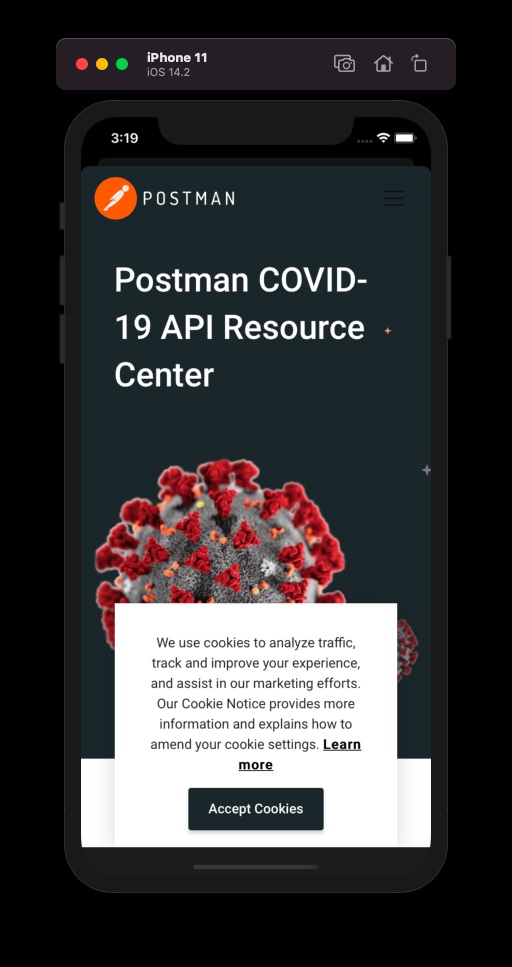 iPhone 11
iOS 14.2
3:19
POSTMAN
Postman COVID-
19 API Resource
Center
We use cookies to analyze traffic,
track and improve your experience,
and assist in our marketing efforts.
Our Cookie Notice provides more
information and explains how to
amend your cookie settings. Learn
more
Accept Cookies